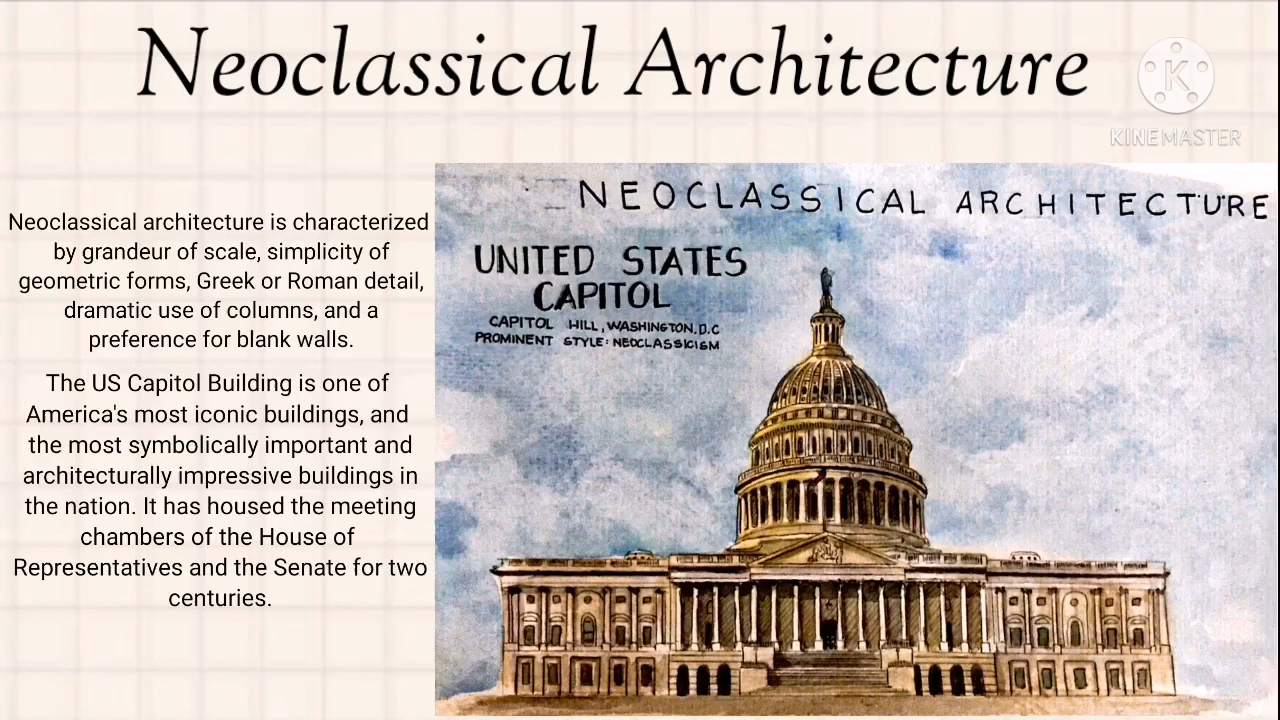 Neoclassical Architecture
K
KINEMASTER
Neoclassical architecture is characterized
by grandeur of scale, simplicity of
geometric forms, Greek or Roman detail,
dramatic use of columns, and a
preference for blank walls.
The US Capitol Building is one of
America's most iconic buildings, and
the most symbolically important and
architecturally impressive buildings in
the nation. It has housed the meeting
chambers of the House of
Representatives and the Senate for two
centuries.
NEOCLASSICAL ARCHITECTURE
UNITED STATES
CAPITOL
CAPITOL HILL, WASHINGTON. D.C
PROMINENT STYLE: NEOCLASSICISM